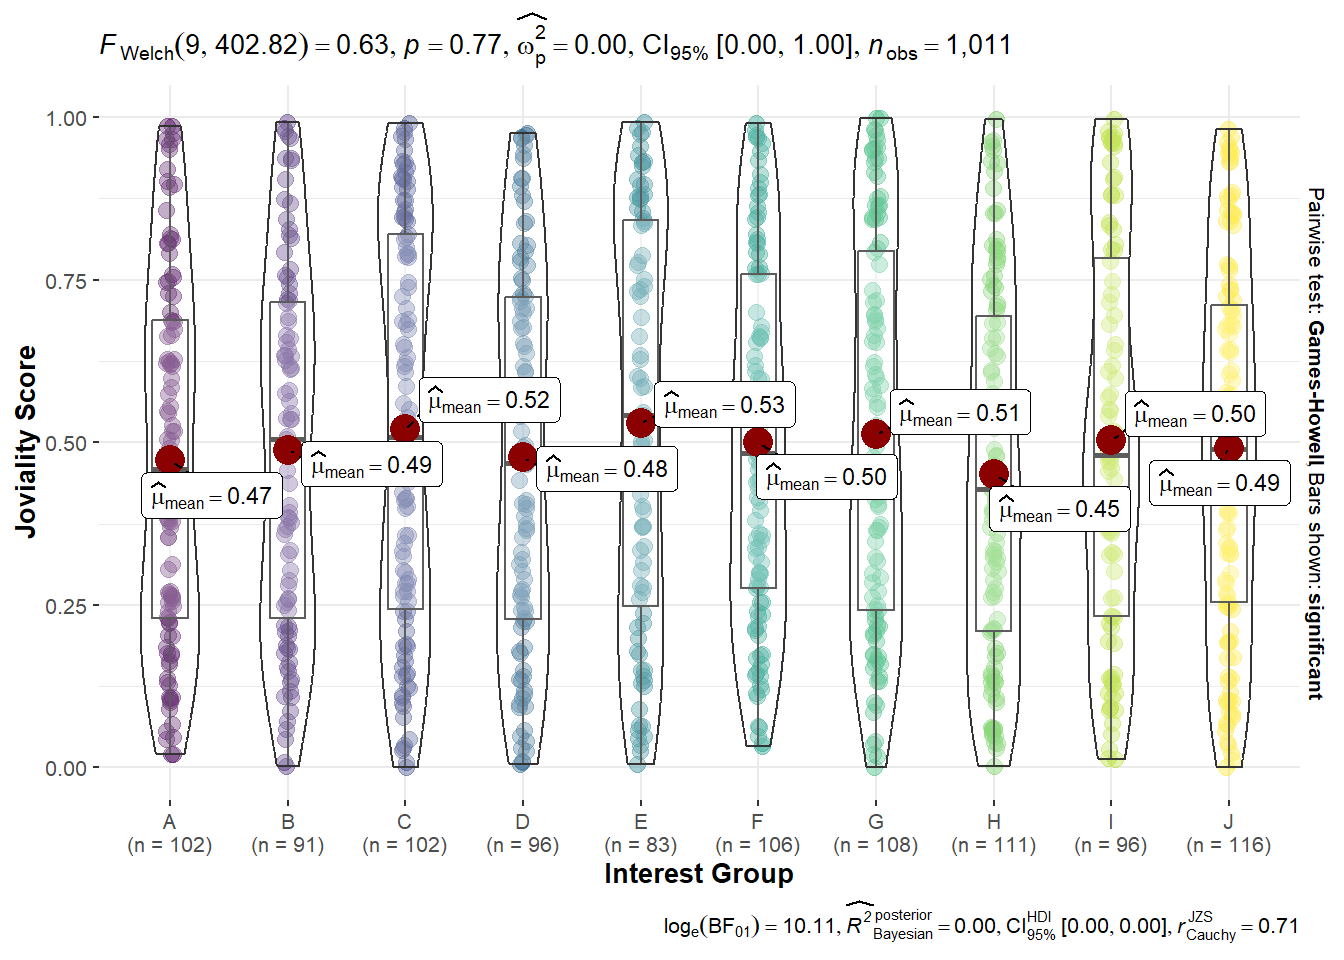 F Welch(9, 402.82) = 0.63, p = 0.77, ω̂²p = 0.00, CI95% [0.00, 1.00], nobs = 1,011
Joviality Score
1.00
0.75
0.50
0.25
0.00
μ̂mean = 0.47
μ̂mean = 0.49
μ̂mean = 0.52
μ̂mean = 0.48
μ̂mean = 0.53
μ̂mean = 0.50
μ̂mean = 0.51
μ̂mean = 0.45
μ̂mean = 0.50
μ̂mean = 0.49
Pairwise test: Games-Howell, Bars shown: significant
A B C D E F G H I J
(n = 102) (n = 91) (n = 102) (n = 96) (n = 83) (n = 106) (n = 108) (n = 111) (n = 96) (n = 116)
Interest Group
loge(BF01) = 10.11, R̂² posterior Bayesian = 0.00, CI HDI 95% [0.00, 0.00], r JZS Cauchy = 0.71